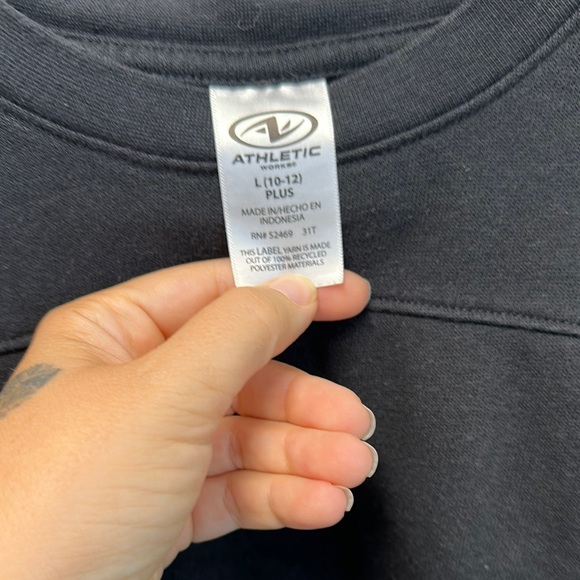 ATHLETIC
WORKS®
L (10-12)
PLUS
MADE IN/HECHO EN
INDONESIA
RN# 52469 31T
THIS LABEL YARN IS MADE
OUT OF 100% RECYCLED
POLYESTER MATERIALS